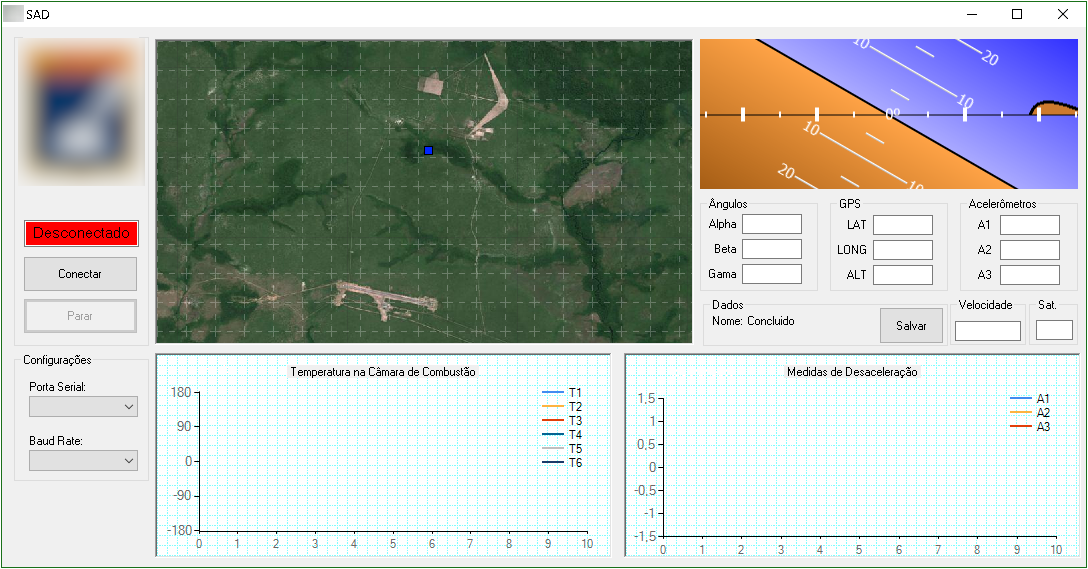 SAD
Desconectado
Conectar
Parar
Configurações
Porta Serial:
Baud Rate:
10
20
10
0º
10
20
10
Ângulos
Alpha
Beta
Gama
GPS
LAT
LONG
ALT
Acelerômetros
A1
A2
A3
Dados
Nome: Concluido
Salvar
Velocidade
Sat.
Temperatura na Câmara de Combustão
180
90
0
-90
-180
0 1 2 3 4 5 6 7 8 9 10
T1
T2
T3
T4
T5
T6
Medidas de Desaceleração
1.5
1
0.5
0
-0.5
-1
-1.5
0 1 2 3 4 5 6 7 8 9 10
A1
A2
A3